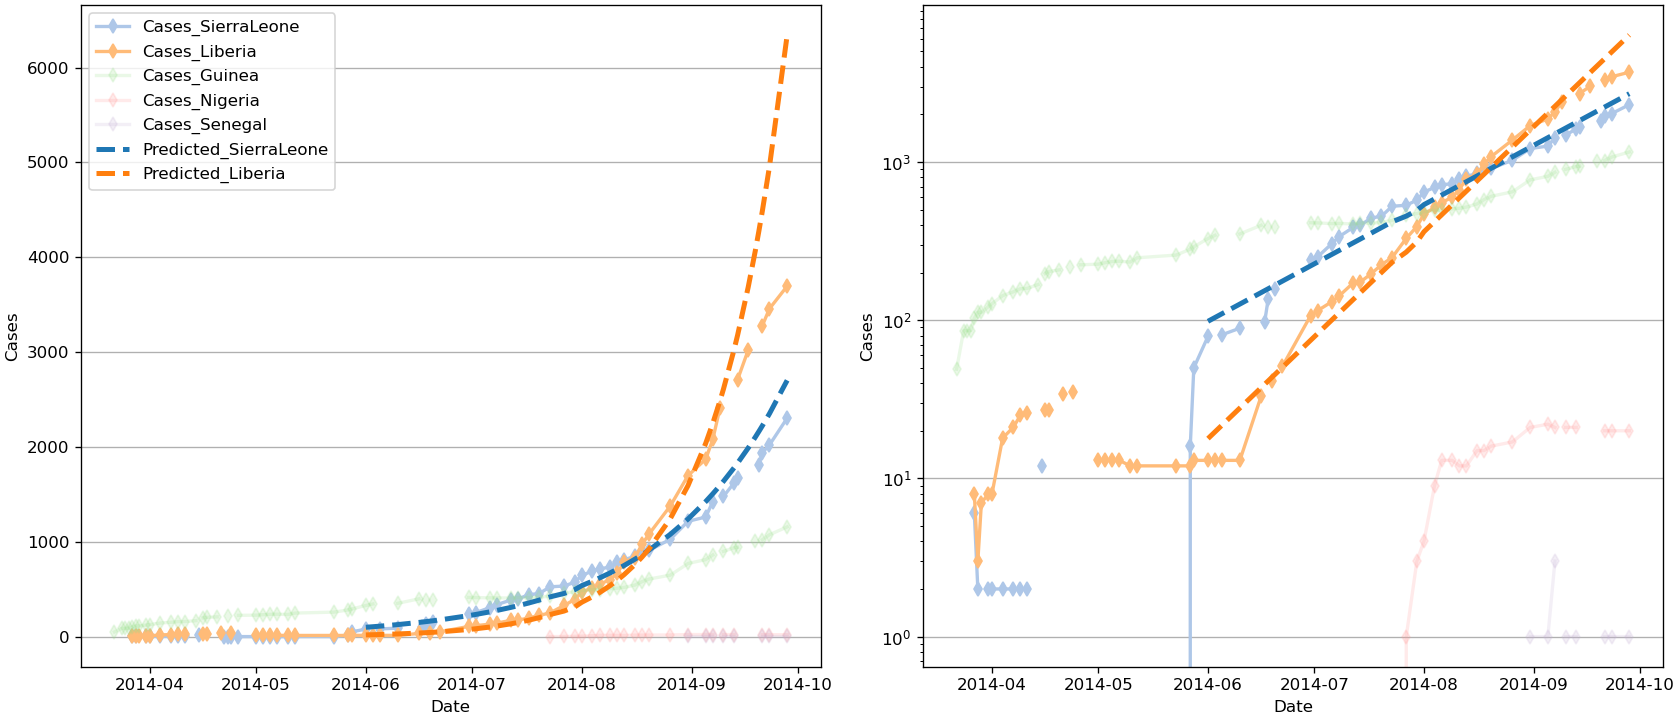 Cases_SierraLeone
Cases_Liberia
Cases_Guinea
Cases_Nigeria
Cases_Senegal
Predicted_SierraLeone
Predicted_Liberia
6000
5000
4000
3000
2000
1000
0
Cases
2014-04 2014-05 2014-06 2014-07 2014-08 2014-09 2014-10
Date
10³
10²
10¹
10⁰
Cases
2014-04 2014-05 2014-06 2014-07 2014-08 2014-09 2014-10
Date